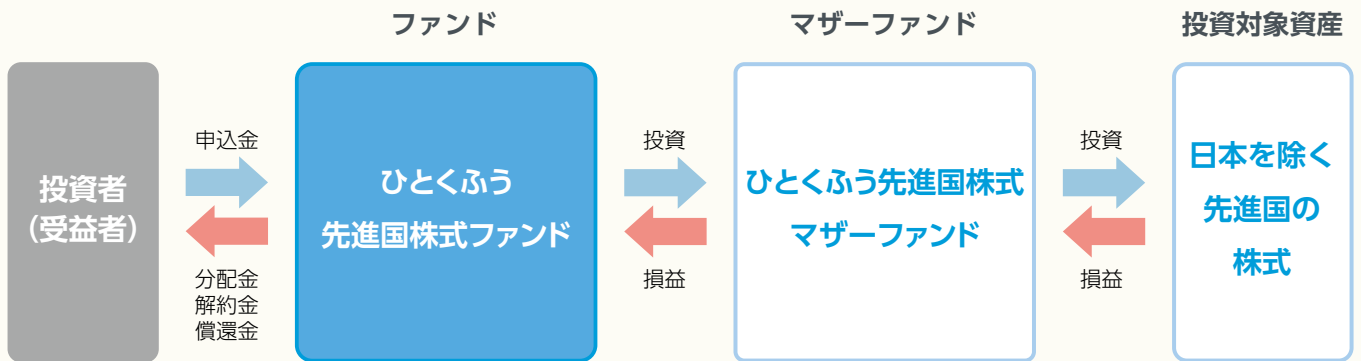 ファンド
マザーファンド
投資対象資産
投資者
(受益者)
申込金
分配金
解約金
償還金
ひとくふう
先進国株式ファンド
投資
損益
ひとくふう先進国株式
マザーファンド
投資
損益
日本を除く
先進国の
株式